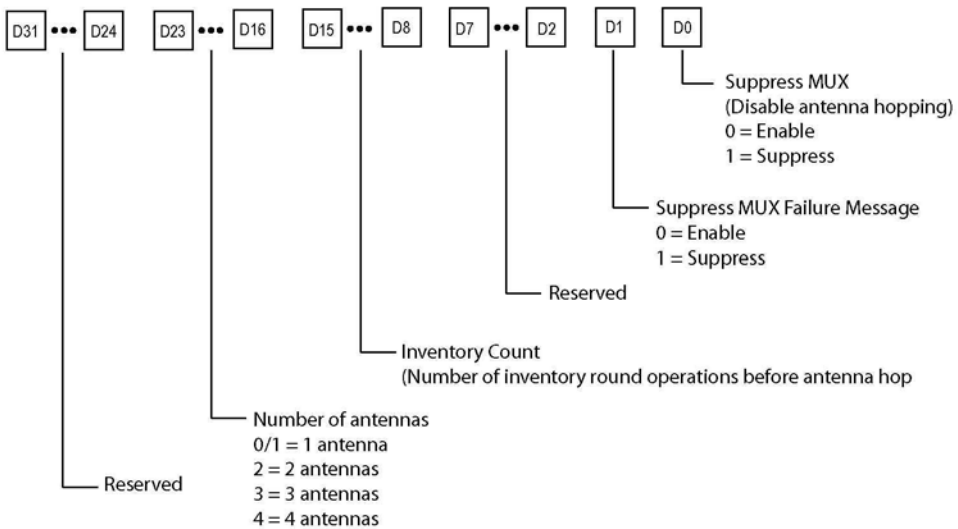 D31 ••• D24 D23 ••• D16 D15 ••• D8 D7 ••• D2 D1 D0
Suppress MUX
(Disable antenna hopping)
0 = Enable
1 = Suppress
Suppress MUX Failure Message
0 = Enable
1 = Suppress
Reserved
Inventory Count
(Number of inventory round operations before antenna hop
Number of antennas
0/1 = 1 antenna
2 = 2 antennas
3 = 3 antennas
4 = 4 antennas
Reserved